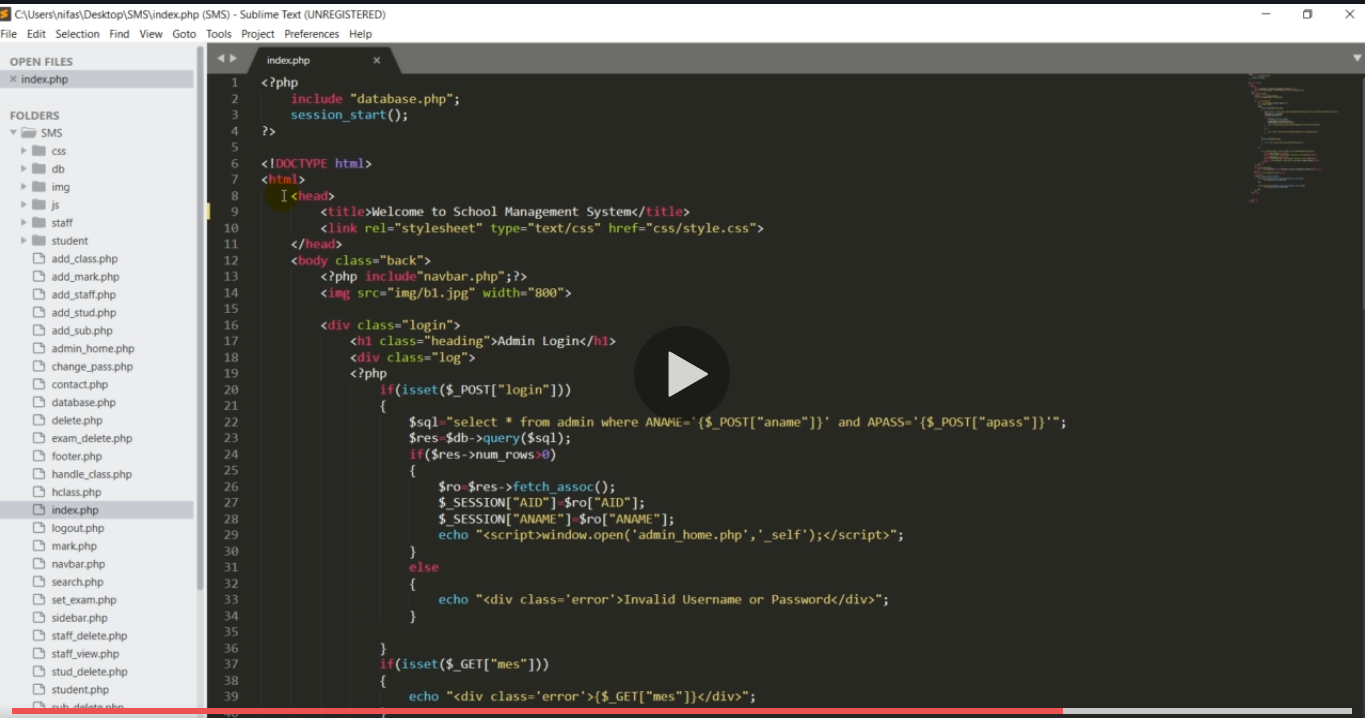 C:\Users\nifas\Desktop\SMS\index.php (SMS) - Sublime Text (UNREGISTERED)
File Edit Selection Find View Goto Tools Project Preferences Help
OPEN FILES
index.php
FOLDERS
SMS
css
db
img
js
staff
student
add_class.php
add_mark.php
add_staff.php
add_stud.php
add_sub.php
admin_home.php
change_pass.php
contact.php
database.php
delete.php
exam_delete.php
footer.php
handle_class.php
hclass.php
index.php
logout.php
mark.php
navbar.php
search.php
set_exam.php
sidebar.php
staff_delete.php
staff_view.php
stud_delete.php
student.php
sub_delete.php
index.php
1 <?php
2 include "database.php";
3 session_start();
4 ?>
5
6 <!DOCTYPE html>
7 <html>
8 <head>
9 <title>Welcome to School Management System</title>
10 <link rel="stylesheet" type="text/css" href="css/style.css">
11 </head>
12 <body class="back">
13 <?php include"navbar.php";?>
14 <img src="img/b1.jpg" width="800">
15
16 <div class="login">
17 <h1 class="heading">Admin Login</h1>
18 <div class="log">
19 <?php
20 if(isset($_POST["login"]))
21 {
22 $sql="select * from admin where ANAME='{$_POST["aname"]}' and APASS='{$_POST["apass"]}'";
23 $res=$db->query($sql);
24 if($res->num_rows>0)
25 {
26 $ro=$res->fetch_assoc();
27 $_SESSION["AID"]=$ro["AID"];
28 $_SESSION["ANAME"]=$ro["ANAME"];
29 echo "<script>window.open('admin_home.php','_self');</script>";
30 }
31 else
32 {
33 echo "<div class='error'>Invalid Username or Password</div>";
34 }
35
36 }
37 if(isset($_GET["mes"]))
38 {
39 echo "<div class='error'>{$_GET["mes"]}</div>";